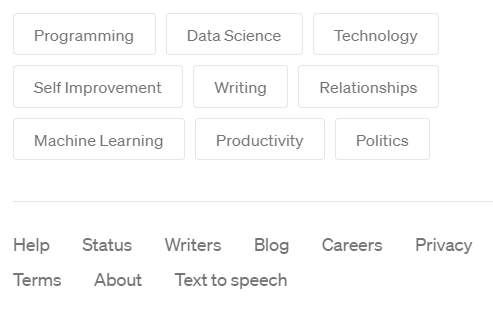 Programming Data Science Technology
Self Improvement Writing Relationships
Machine Learning Productivity Politics
Help Status Writers Blog Careers Privacy
Terms About Text to speech